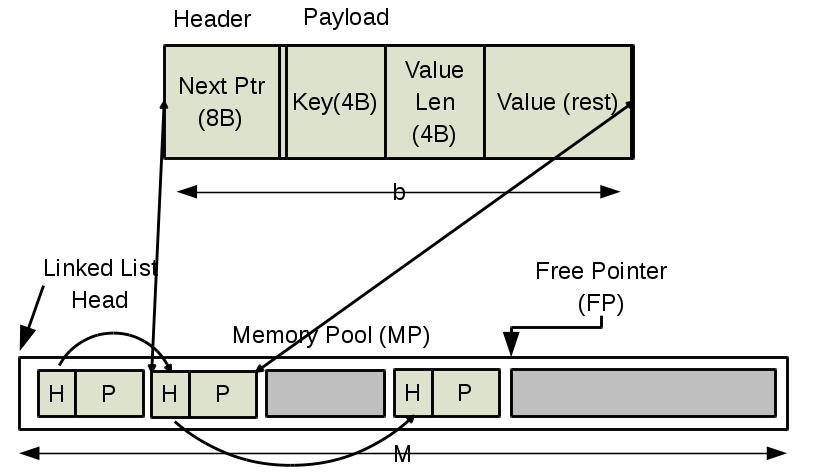 Header
Payload
Next Ptr
(8B)
Key(4B)
Value
Len
(4B)
Value (rest)
b
Linked List
Head
Free Pointer
(FP)
Memory Pool (MP)
H
P
H
P
H
P
M